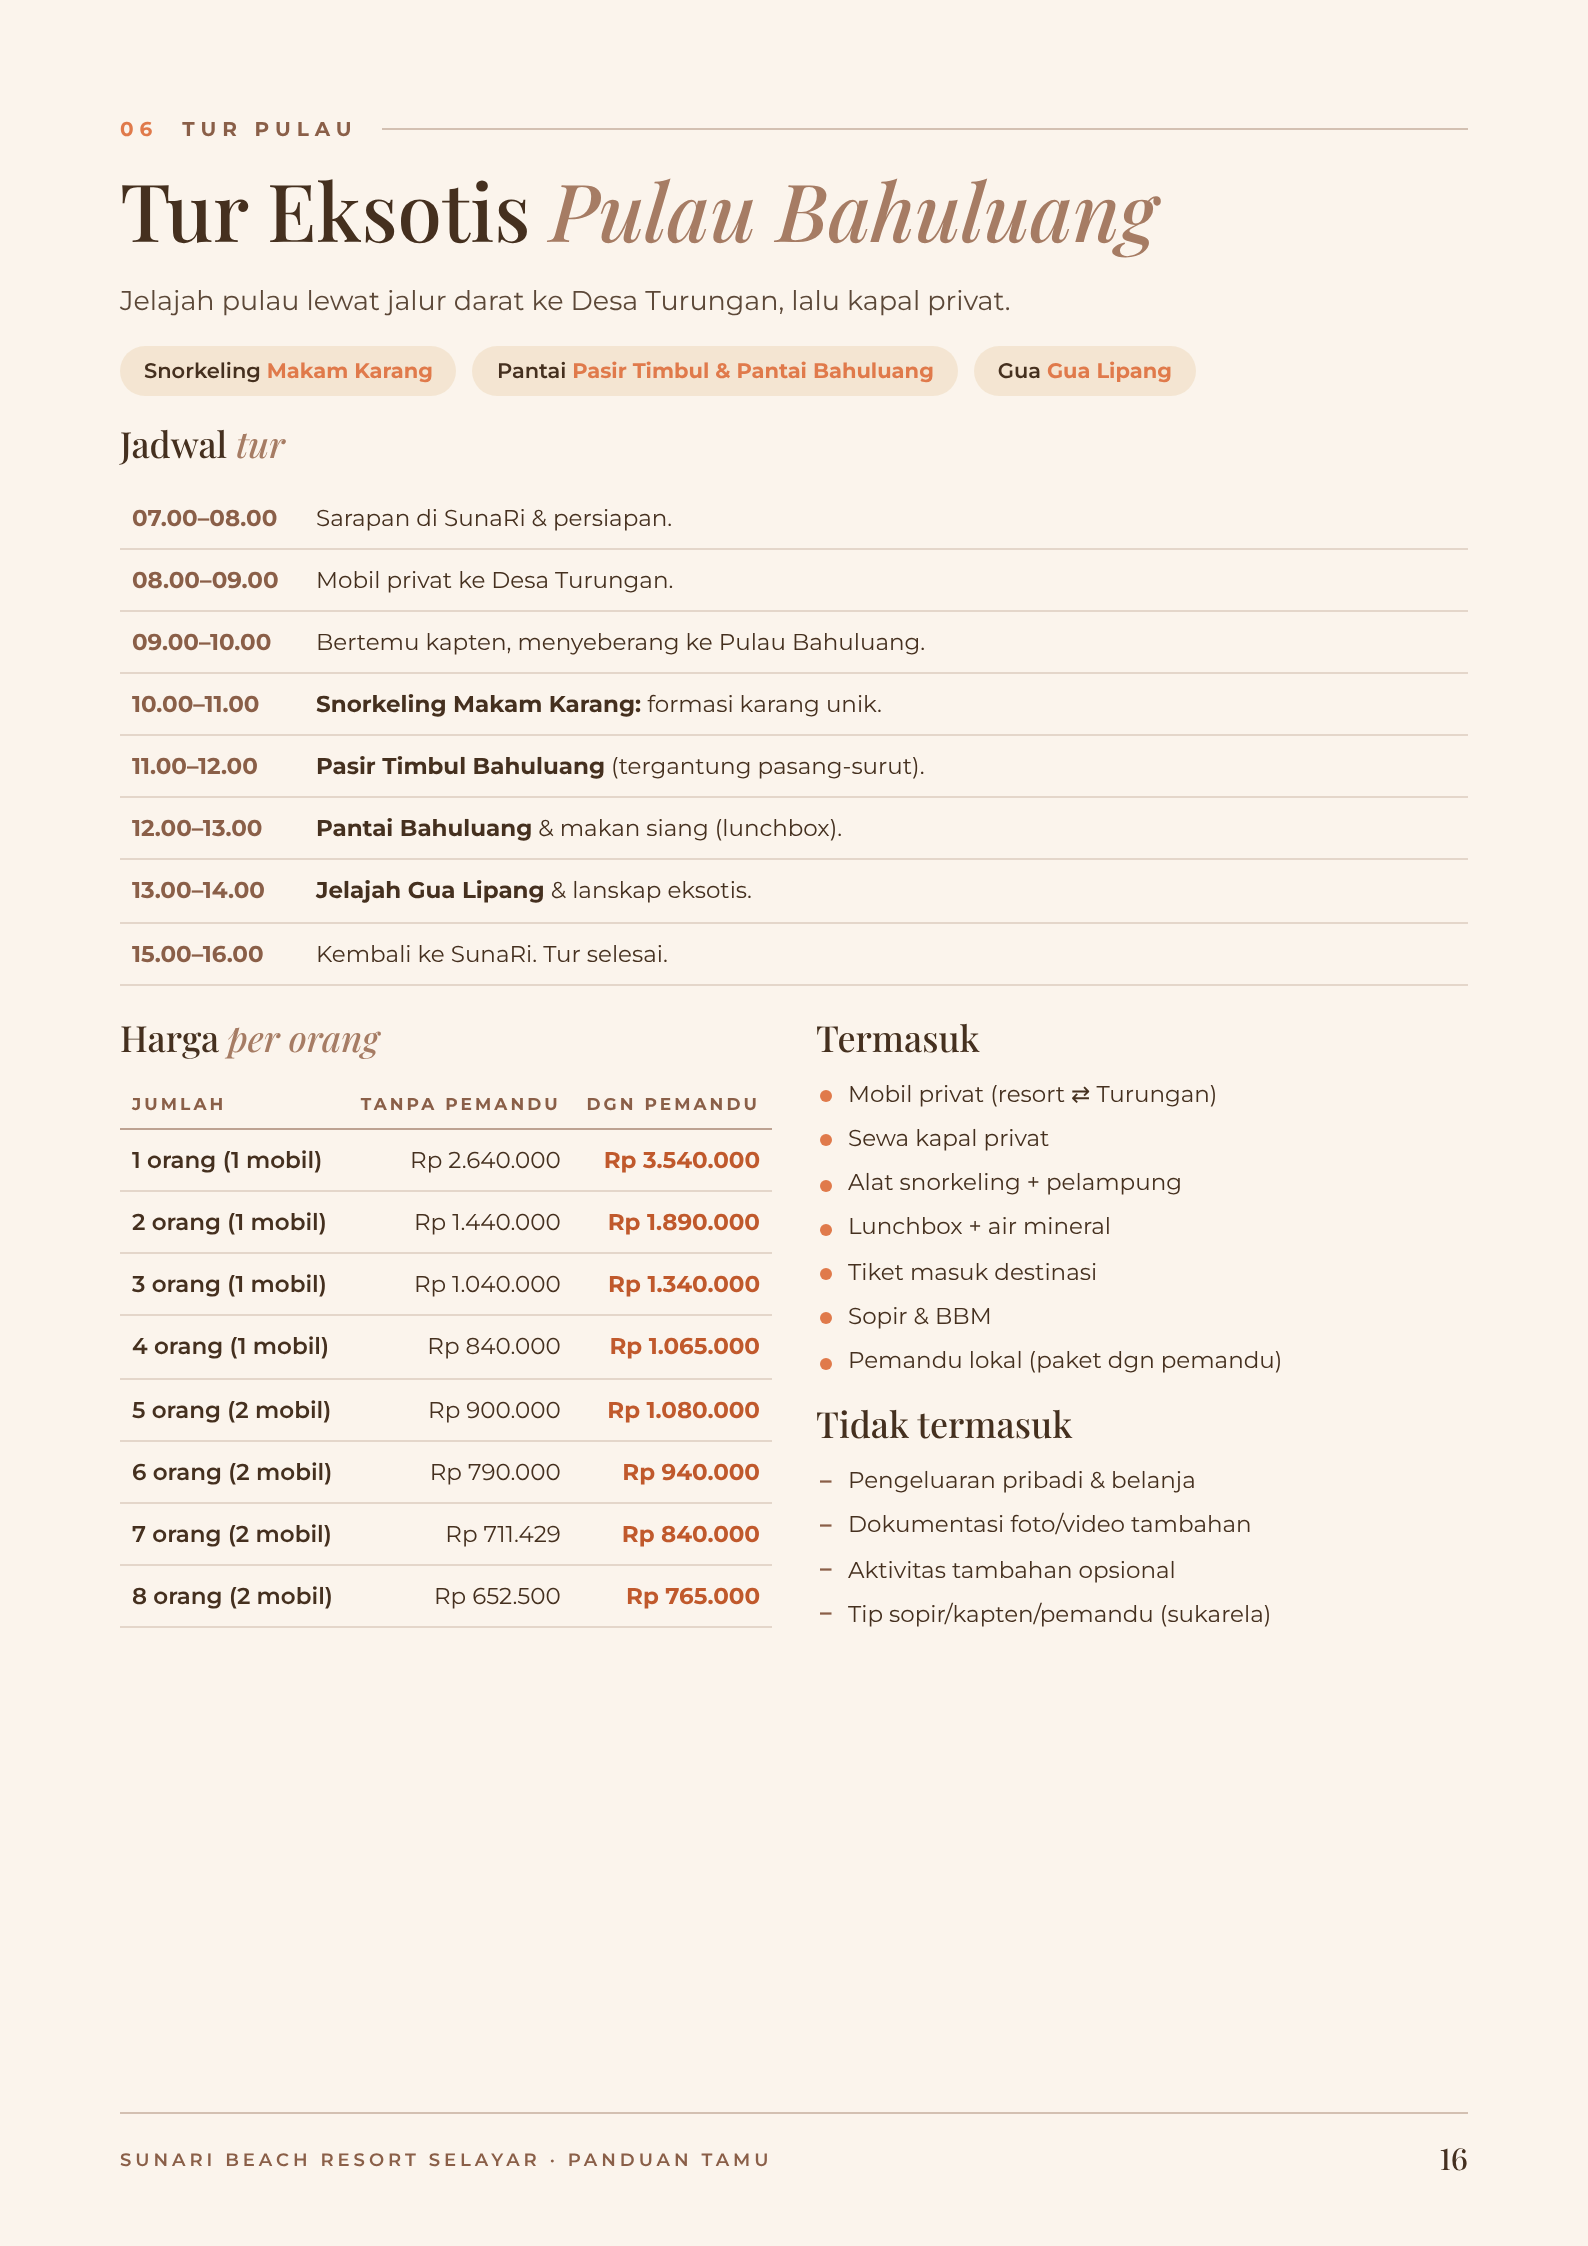 06 TUR PULAU
Tur Eksotis Pulau Bahuluang
Jelajah pulau lewat jalur darat ke Desa Turungan, lalu kapal privat.
Snorkeling Makam Karang Pantai Pasir Timbul & Pantai Bahuluang Gua Gua Lipang
Jadwal tur
07.00–08.00 Sarapan di SunaRi & persiapan.
08.00–09.00 Mobil privat ke Desa Turungan.
09.00–10.00 Bertemu kapten, menyeberang ke Pulau Bahuluang.
10.00–11.00 Snorkeling Makam Karang: formasi karang unik.
11.00–12.00 Pasir Timbul Bahuluang (tergantung pasang-surut).
12.00–13.00 Pantai Bahuluang & makan siang (lunchbox).
13.00–14.00 Jelajah Gua Lipang & lanskap eksotis.
15.00–16.00 Kembali ke SunaRi. Tur selesai.
Harga per orang
JUMLAH TANPA PEMANDU DGN PEMANDU
1 orang (1 mobil) Rp 2.640.000 Rp 3.540.000
2 orang (1 mobil) Rp 1.440.000 Rp 1.890.000
3 orang (1 mobil) Rp 1.040.000 Rp 1.340.000
4 orang (1 mobil) Rp 840.000 Rp 1.065.000
5 orang (2 mobil) Rp 900.000 Rp 1.080.000
6 orang (2 mobil) Rp 790.000 Rp 940.000
7 orang (2 mobil) Rp 711.429 Rp 840.000
8 orang (2 mobil) Rp 652.500 Rp 765.000
Termasuk
Mobil privat (resort ⇄ Turungan)
Sewa kapal privat
Alat snorkeling + pelampung
Lunchbox + air mineral
Tiket masuk destinasi
Sopir & BBM
Pemandu lokal (paket dgn pemandu)
Tidak termasuk
– Pengeluaran pribadi & belanja
– Dokumentasi foto/video tambahan
– Aktivitas tambahan opsional
– Tip sopir/kapten/pemandu (sukarela)
SUNARI BEACH RESORT SELAYAR · PANDUAN TAMU 16